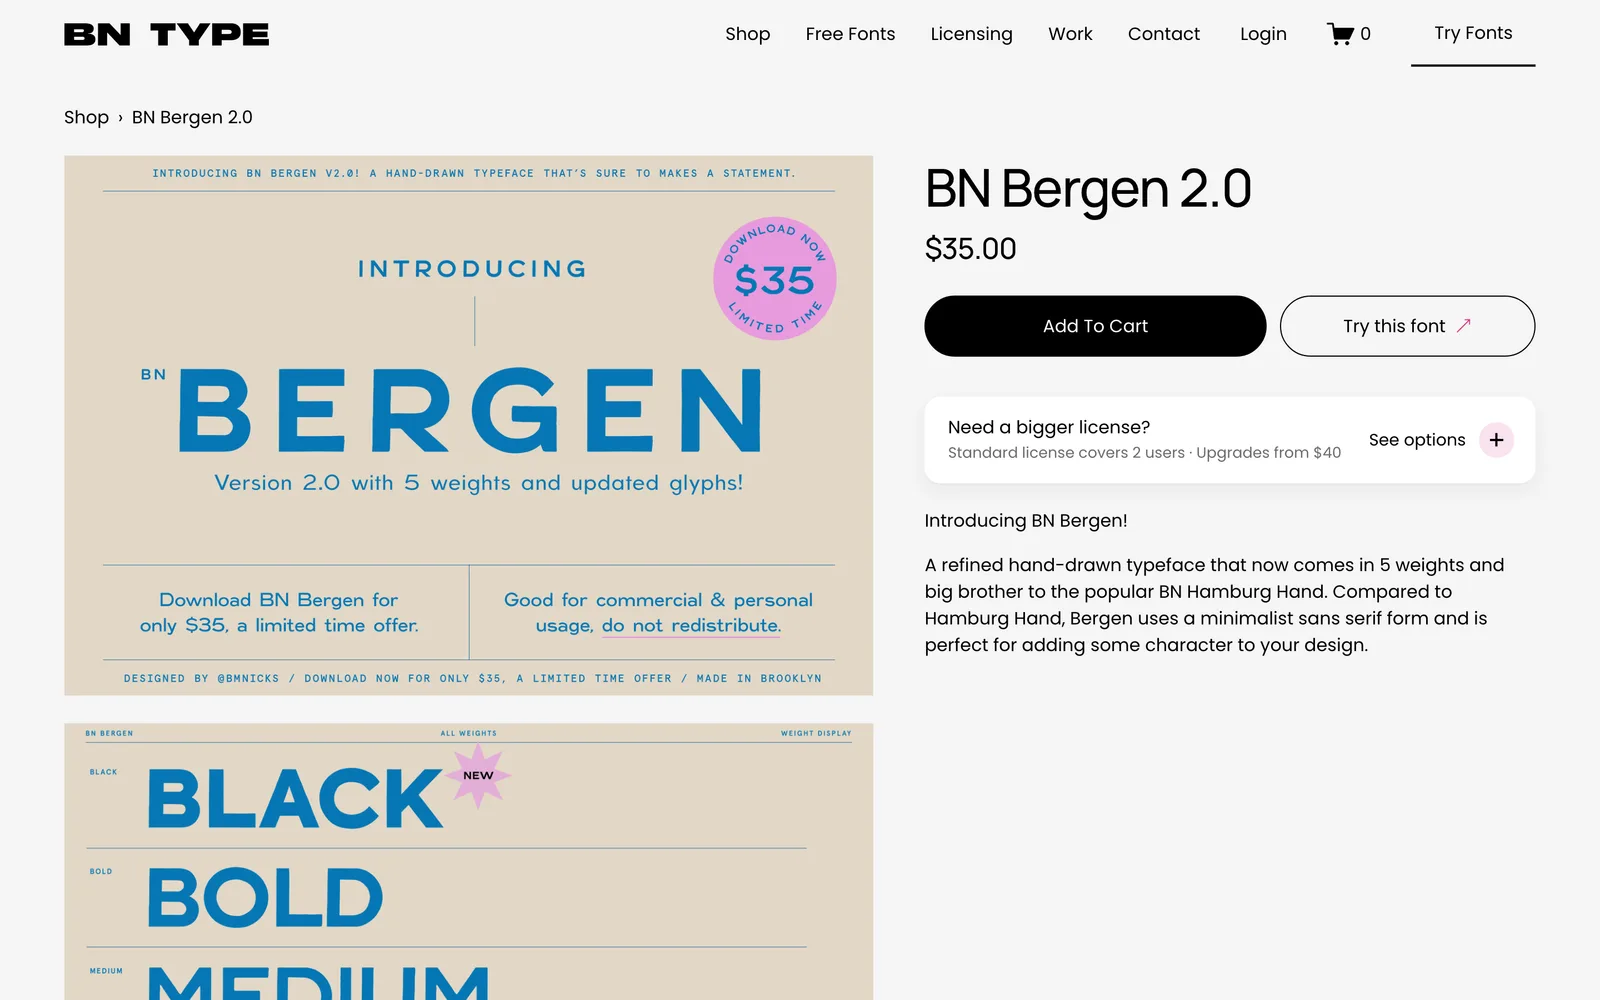 BN TYPE
Shop
Free Fonts
Licensing
Work
Contact
Login
0
Try Fonts
Shop › BN Bergen 2.0
INTRODUCING BN BERGEN V2.0! A HAND-DRAWN TYPEFACE THAT'S SURE TO MAKES A STATEMENT.
DOWNLOAD NOW
$35
LIMITED TIME
INTRODUCING
BN
BERGEN
Version 2.0 with 5 weights and updated glyphs!
Download BN Bergen for
only $35, a limited time offer.
Good for commercial & personal
usage, do not redistribute.
DESIGNED BY @BMNICKS / DOWNLOAD NOW FOR ONLY $35, A LIMITED TIME OFFER / MADE IN BROOKLYN
BN BERGEN
ALL WEIGHTS
WEIGHT DISPLAY
BLACK
BLACK
NEW
BOLD
BOLD
MEDIUM
MEDIUM
BN Bergen 2.0
$35.00
Add To Cart
Try this font
Need a bigger license?
Standard license covers 2 users · Upgrades from $40
See options
Introducing BN Bergen!
A refined hand-drawn typeface that now comes in 5 weights and
big brother to the popular BN Hamburg Hand. Compared to
Hamburg Hand, Bergen uses a minimalist sans serif form and is
perfect for adding some character to your design.